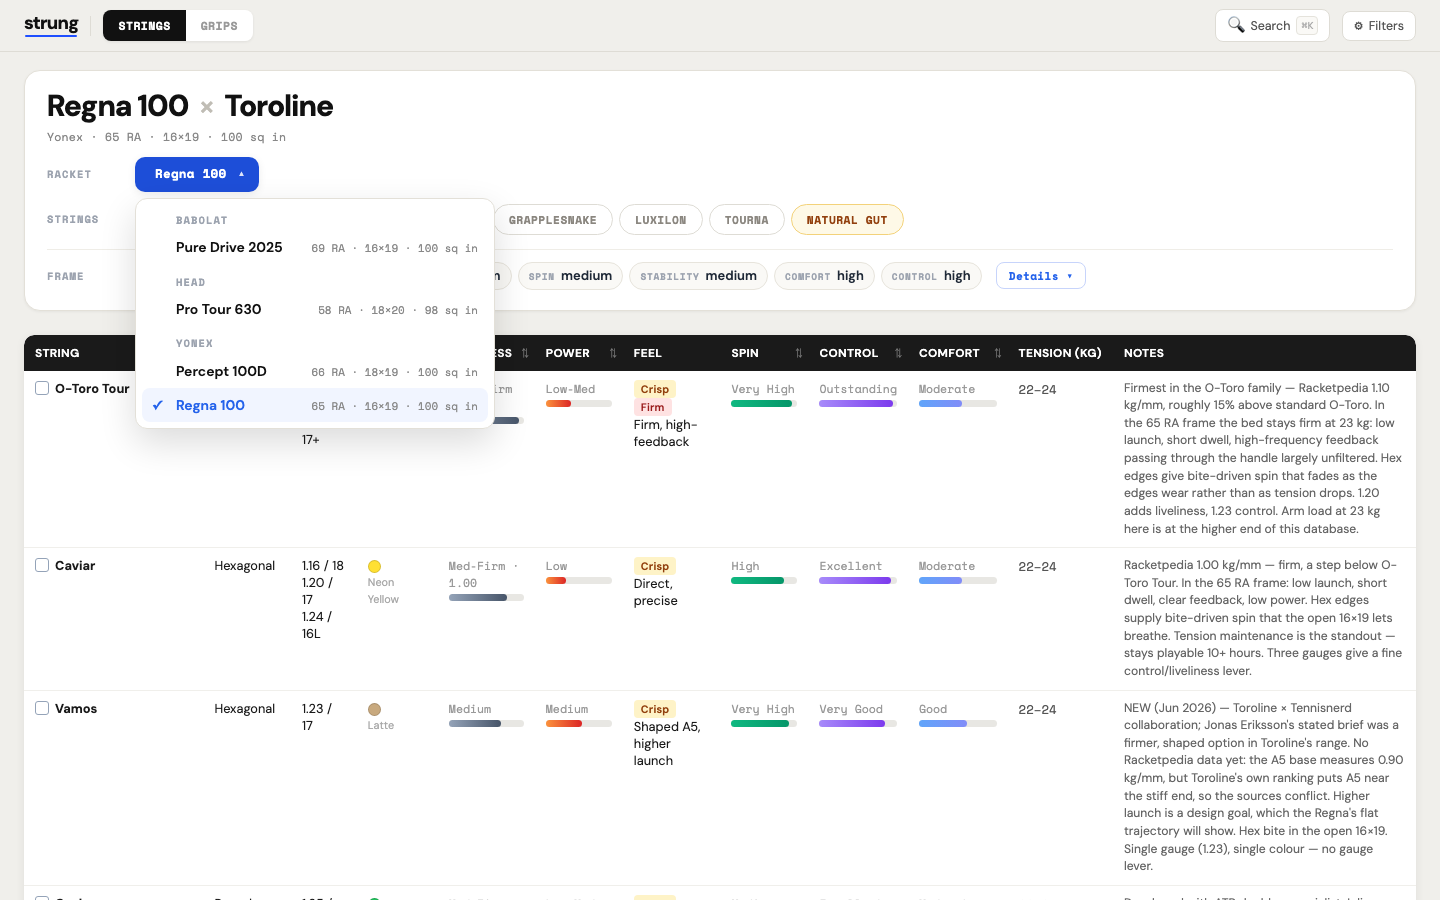 strung
STRINGS
GRIPS
Search ⌘K
Filters
Regna 100 × Toroline
Yonex · 65 RA · 16×19 · 100 sq in
RACKET
Regna 100
STRINGS
GRAPPLESNAKE
LUXILON
TOURNA
NATURAL GUT
FRAME
SPIN medium
STABILITY medium
COMFORT high
CONTROL high
Details
BABOLAT
Pure Drive 2025 69 RA · 16×19 · 100 sq in
HEAD
Pro Tour 630 58 RA · 18×20 · 98 sq in
YONEX
Percept 100D 66 RA · 18×19 · 100 sq in
✓ Regna 100 65 RA · 16×19 · 100 sq in
STRING
POWER
FEEL
SPIN
CONTROL
COMFORT
TENSION (KG)
NOTES
O-Toro Tour
17+
Low-Med
Crisp
Firm
Firm, high-
feedback
Very High
Outstanding
Moderate
22–24
Firmest in the O-Toro family — Racketpedia 1.10
kg/mm, roughly 15% above standard O-Toro. In
the 65 RA frame the bed stays firm at 23 kg: low
launch, short dwell, high-frequency feedback
passing through the handle largely unfiltered. Hex
edges give bite-driven spin that fades as the
edges wear rather than as tension drops. 1.20
adds liveliness, 1.23 control. Arm load at 23 kg
here is at the higher end of this database.
Caviar
Hexagonal
1.16 / 18
1.20 /
17
1.24 /
16L
Neon
Yellow
Med-Firm ·
1.00
Low
Crisp
Direct,
precise
High
Excellent
Moderate
22–24
Racketpedia 1.00 kg/mm — firm, a step below O-
Toro Tour. In the 65 RA frame: low launch, short
dwell, clear feedback, low power. Hex edges
supply bite-driven spin that the open 16×19 lets
breathe. Tension maintenance is the standout —
stays playable 10+ hours. Three gauges give a fine
control/liveliness lever.
Vamos
Hexagonal
1.23 /
17
Latte
Medium
Medium
Crisp
Shaped A5,
higher
launch
Very High
Very Good
Good
22–24
NEW (Jun 2026) — Toroline × Tennisnerd
collaboration; Jonas Eriksson's stated brief was a
firmer, shaped option in Toroline's range. No
Racketpedia data yet: the A5 base measures 0.90
kg/mm, but Toroline's own ranking puts A5 near
the stiff end, so the sources conflict. Higher
launch is a design goal, which the Regna's flat
trajectory will show. Hex bite in the open 16×19.
Single gauge (1.23), single colour — no gauge
lever.